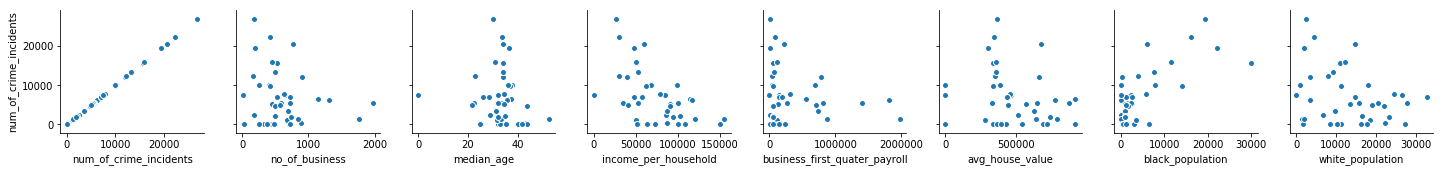 num_of_crime_incidents
20000
10000
0
0 10000 20000
num_of_crime_incidents
0 1000 2000
no_of_business
0 20 40
median_age
0 50000 100000 150000
income_per_household
0 1000000 2000000
business_first_quater_payroll
0 500000
avg_house_value
0 10000 20000 30000
black_population
0 10000 20000 30000
white_population